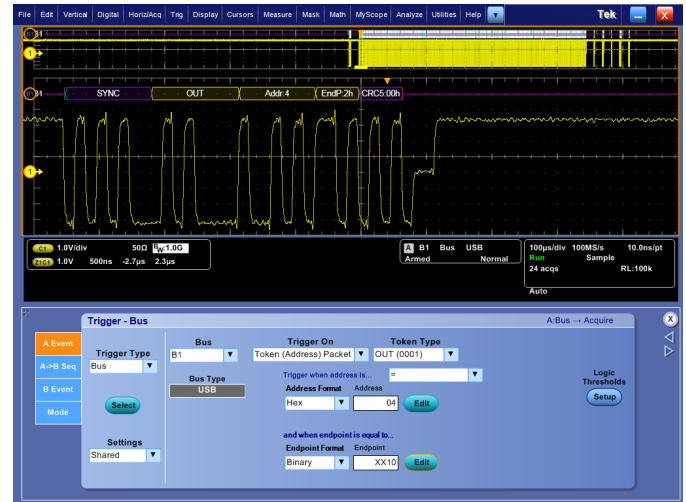 File Edit Vertical Digital Horiz/Acq Trig Display Cursors Measure Mask Math MyScope Analyze Utilities Help Tek X
B1
1
B1
SYNC OUT Addr:4 EndP:2h CRC5:00h
1
C1 1.0V/div 50Ω BW:1.0G
Z1C1 1.0V 500ns -2.7µs 2.3µs
A B1 Bus USB
Armed Normal
100µs/div 100MS/s 10.0ns/pt
Run Sample
24 acqs RL:100k
Auto
Trigger - Bus A:Bus → Acquire X
A Event
A->B Seq
B Event
Mode
Trigger Type
Bus
Select
Settings
Shared
Bus
B1
Bus Type
USB
Trigger On Token Type
Token (Address) Packet OUT (0001)
Trigger when address is... =
Address Format Address
Hex 04 Edit
and when endpoint is equal to...
Endpoint Format Endpoint
Binary XX10 Edit
Logic
Thresholds
Setup